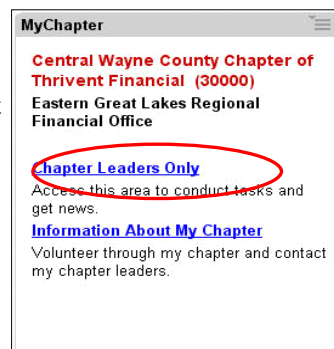 MyChapter
Central Wayne County Chapter of
Thrivent Financial (30000)
Eastern Great Lakes Regional
Financial Office
Chapter Leaders Only
Access this area to conduct tasks and
get news.
Information About My Chapter
Volunteer through my chapter and contact
my chapter leaders.